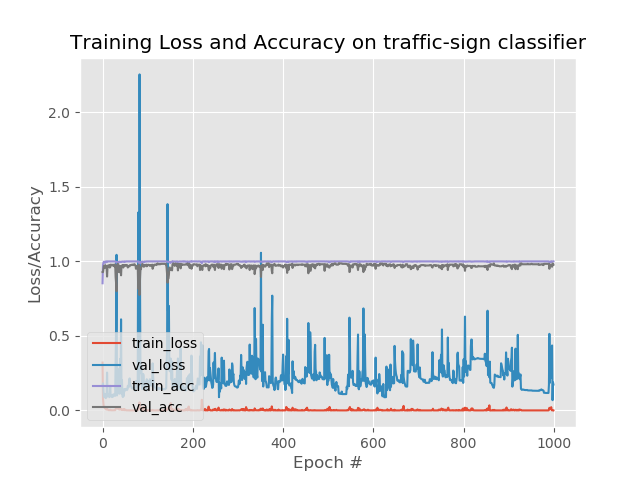 Training Loss and Accuracy on traffic-sign classifier
Loss/Accuracy
2.0
1.5
1.0
0.5
0.0
train_loss
val_loss
train_acc
val_acc
0 200 400 600 800 1000
Epoch #